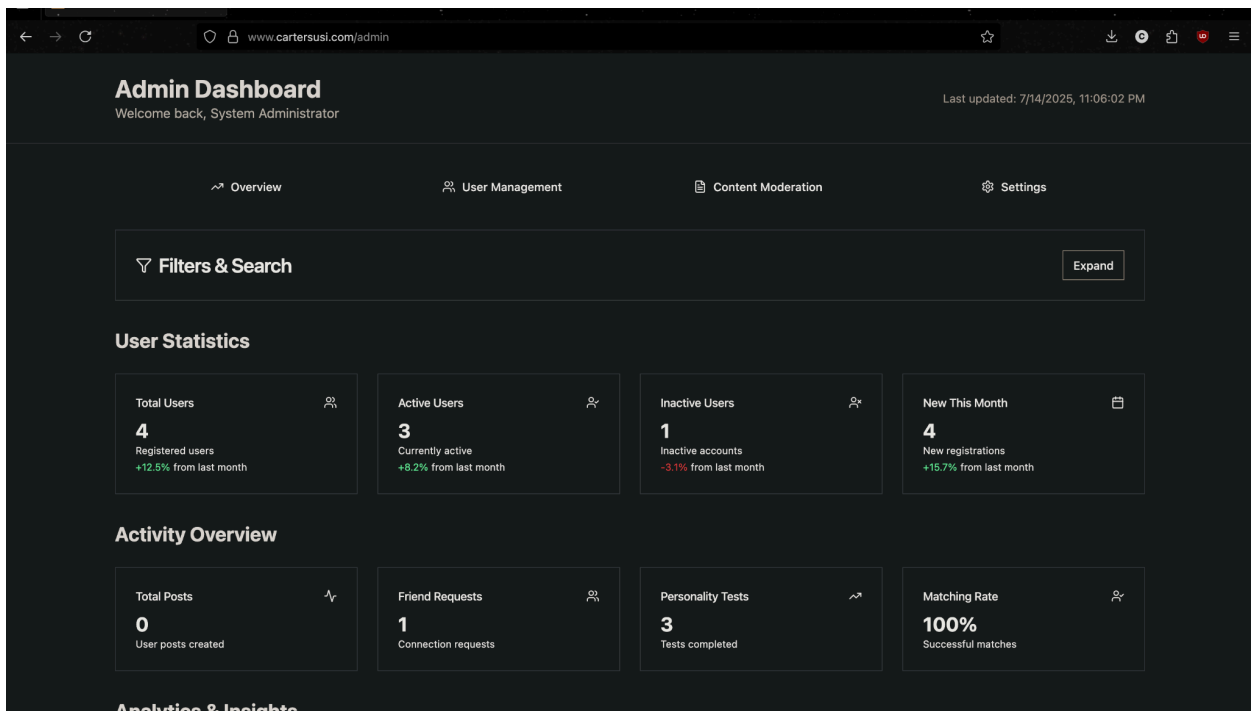 www.cartersusi.com/admin
Admin Dashboard
Welcome back, System Administrator
Last updated: 7/14/2025, 11:06:02 PM
Overview
User Management
Content Moderation
Settings
Filters & Search
Expand
User Statistics
Total Users
4
Registered users
+12.5% from last month
Active Users
3
Currently active
+8.2% from last month
Inactive Users
1
Inactive accounts
-3.1% from last month
New This Month
4
New registrations
+15.7% from last month
Activity Overview
Total Posts
0
User posts created
Friend Requests
1
Connection requests
Personality Tests
3
Tests completed
Matching Rate
100%
Successful matches
Analytics & Insights